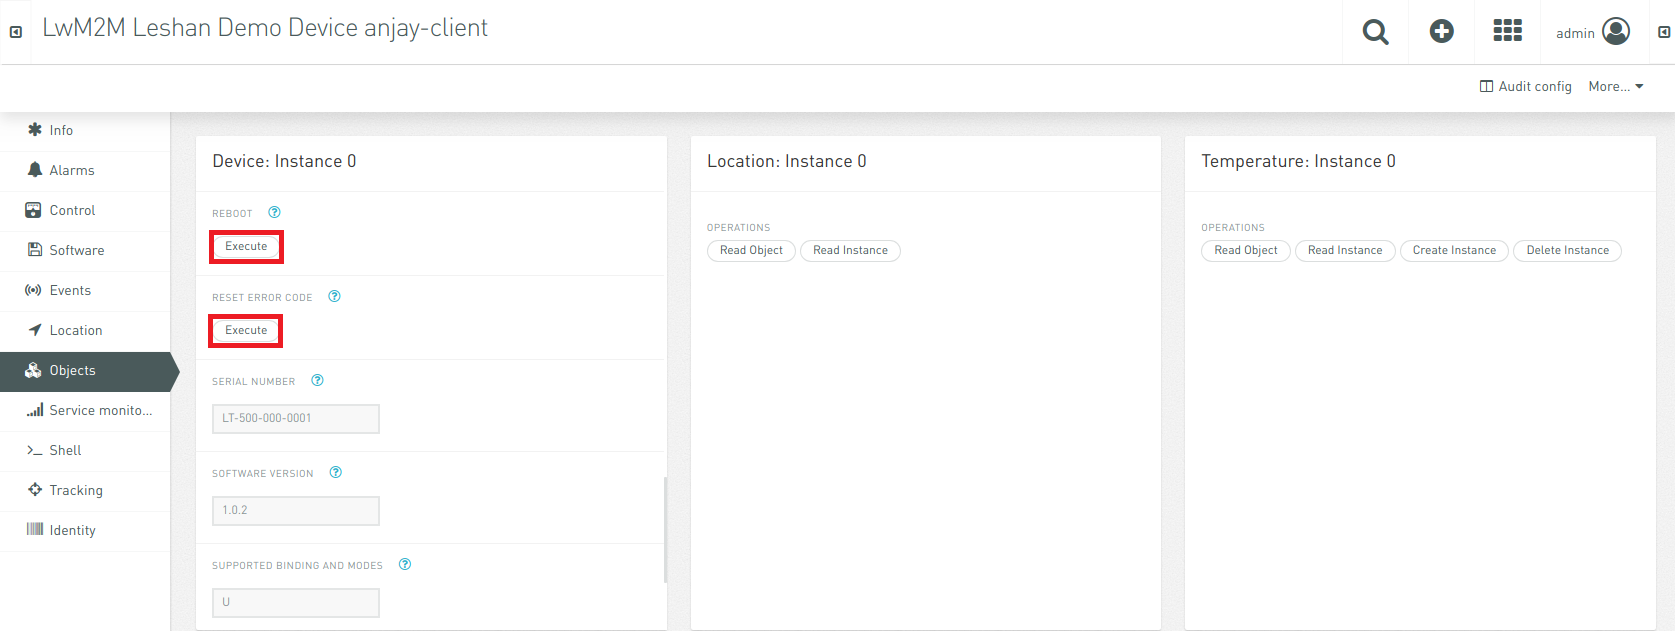 LwM2M Leshan Demo Device anjay-client
admin
Audit config
More...
Info
Alarms
Control
Software
Events
Location
Objects
Service monito...
Shell
Tracking
Identity
Device: Instance 0
REBOOT
Execute
RESET ERROR CODE
Execute
SERIAL NUMBER
LT-500-000-0001
SOFTWARE VERSION
1.0.2
SUPPORTED BINDING AND MODES
U
Location: Instance 0
OPERATIONS
Read Object Read Instance
Temperature: Instance 0
OPERATIONS
Read Object Read Instance Create Instance Delete Instance